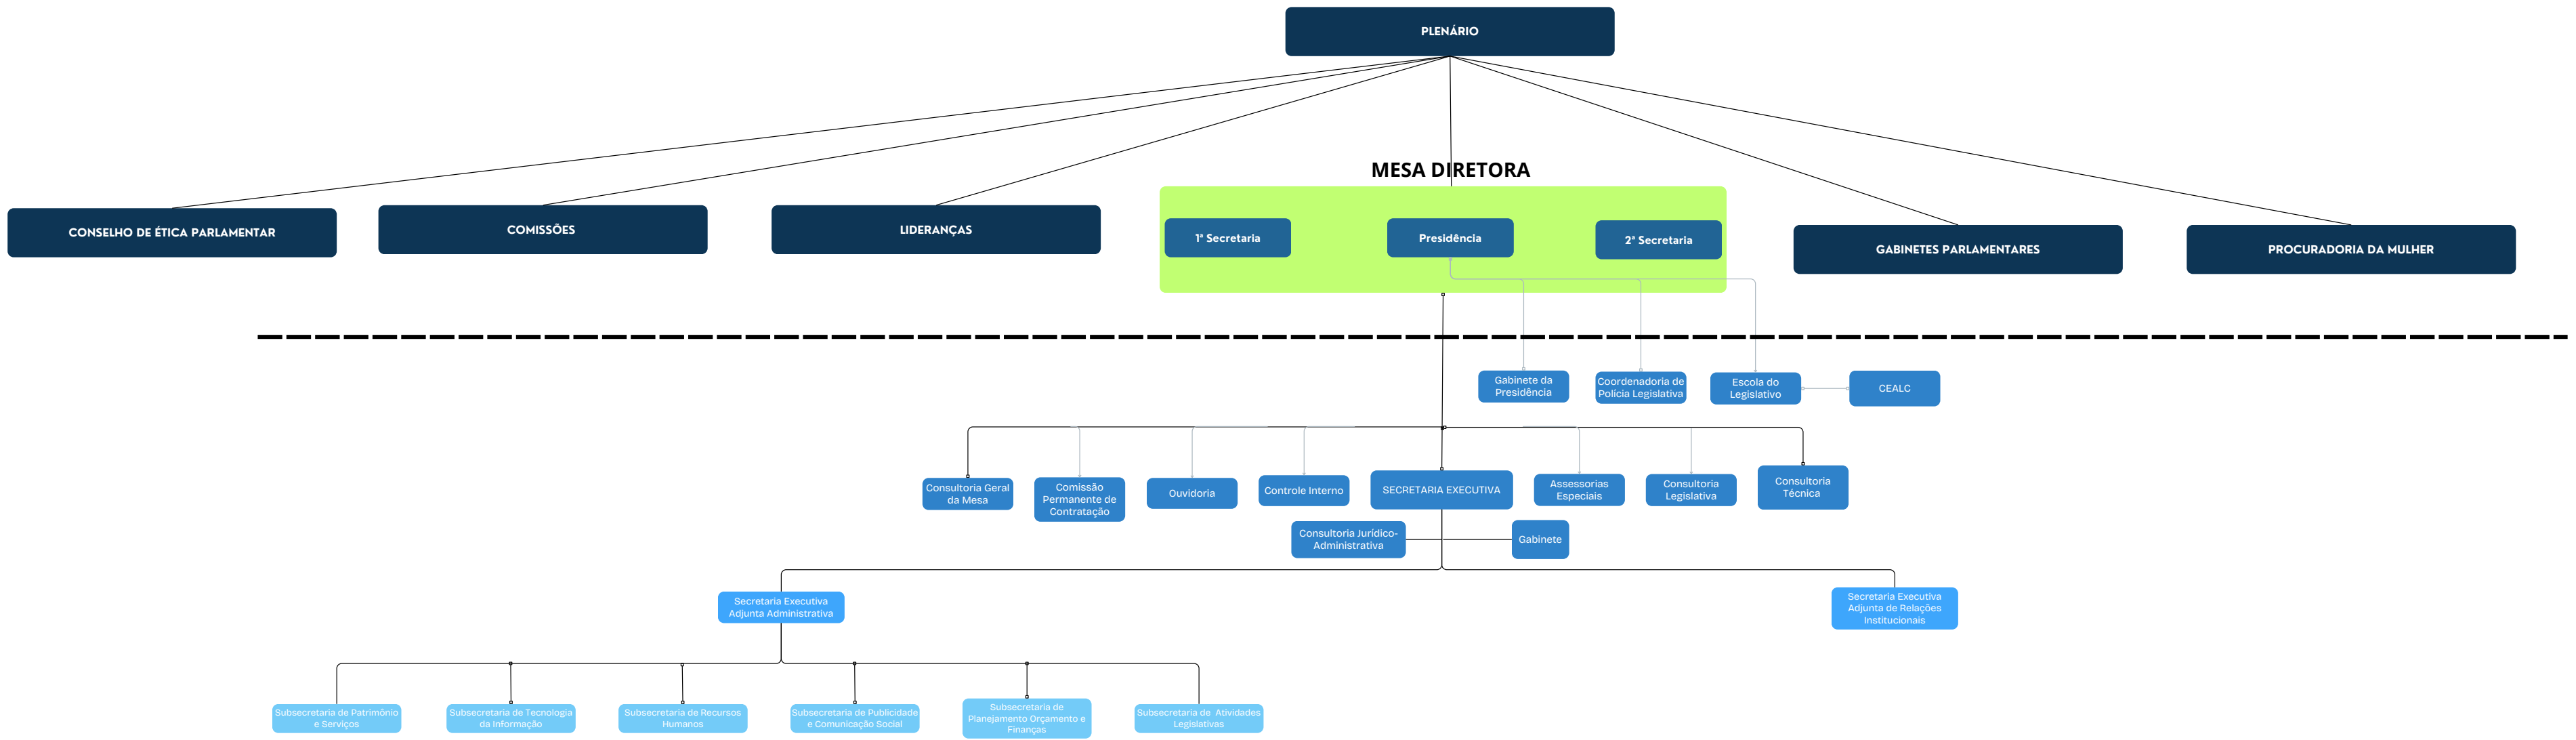 PLENÁRIO
MESA DIRETORA
CONSELHO DE ÉTICA PARLAMENTAR
COMISSÕES
LIDERANÇAS
1ª Secretaria
Presidência
2ª Secretaria
GABINETES PARLAMENTARES
PROCURADORIA DA MULHER
Gabinete da
Presidência
Coordenadoria de
Polícia Legislativa
Escola do
Legislativo
CEALC
Consultoria Geral
da Mesa
Comissão
Permanente de
Contratação
Ouvidoria
Controle Interno
SECRETARIA EXECUTIVA
Assessorias
Especiais
Consultoria
Legislativa
Consultoria
Técnica
Consultoria Jurídico-
Administrativa
Gabinete
Secretaria Executiva
Adjunta Administrativa
Secretaria Executiva
Adjunta de Relações
Institucionais
Subsecretaria de Patrimônio
e Serviços
Subsecretaria de Tecnologia
da Informação
Subsecretaria de Recursos
Humanos
Subsecretaria de Publicidade
e Comunicação Social
Subsecretaria de
Planejamento Orçamento e
Finanças
Subsecretaria de Atividades
Legislativas